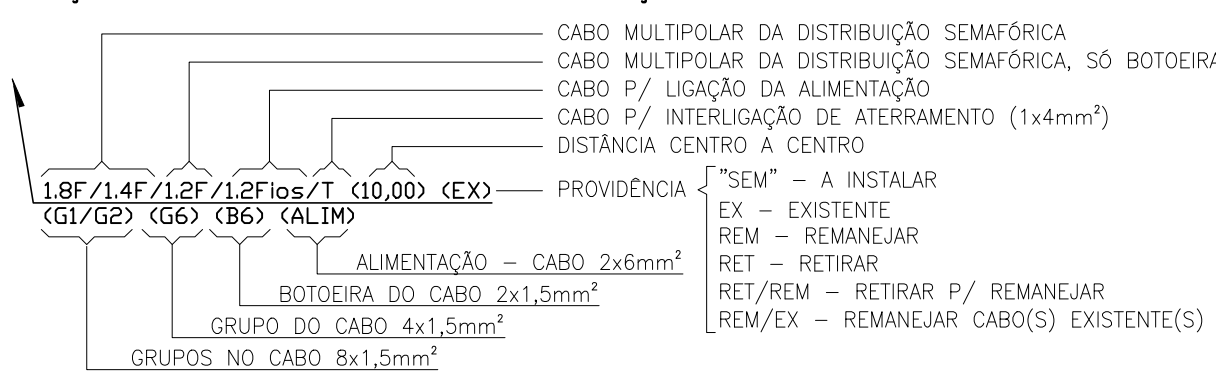 CABO MULTIPOLAR DA DISTRIBUIÇÃO SEMAFÓRICA
CABO MULTIPOLAR DA DISTRIBUIÇÃO SEMAFÓRICA, SÓ BOTOEIRA
CABO P/ LIGAÇÃO DA ALIMENTAÇÃO
CABO P/ INTERLIGAÇÃO DE ATERRAMENTO (1x4mm²)
DISTÂNCIA CENTRO A CENTRO
1.8F/1.4F/1.2F/1.2Fios/T (10,00) (EX)
PROVIDÊNCIA
"SEM" – A INSTALAR
EX – EXISTENTE
REM – REMANEJAR
RET – RETIRAR
RET/REM – RETIRAR P/ REMANEJAR
REM/EX – REMANEJAR CABO(S) EXISTENTE(S)
(G1/G2) (G6) (B6) (ALIM)
ALIMENTAÇÃO – CABO 2x6mm²
BOTOEIRA DO CABO 2x1,5mm²
GRUPO DO CABO 4x1,5mm²
GRUPOS NO CABO 8x1,5mm²